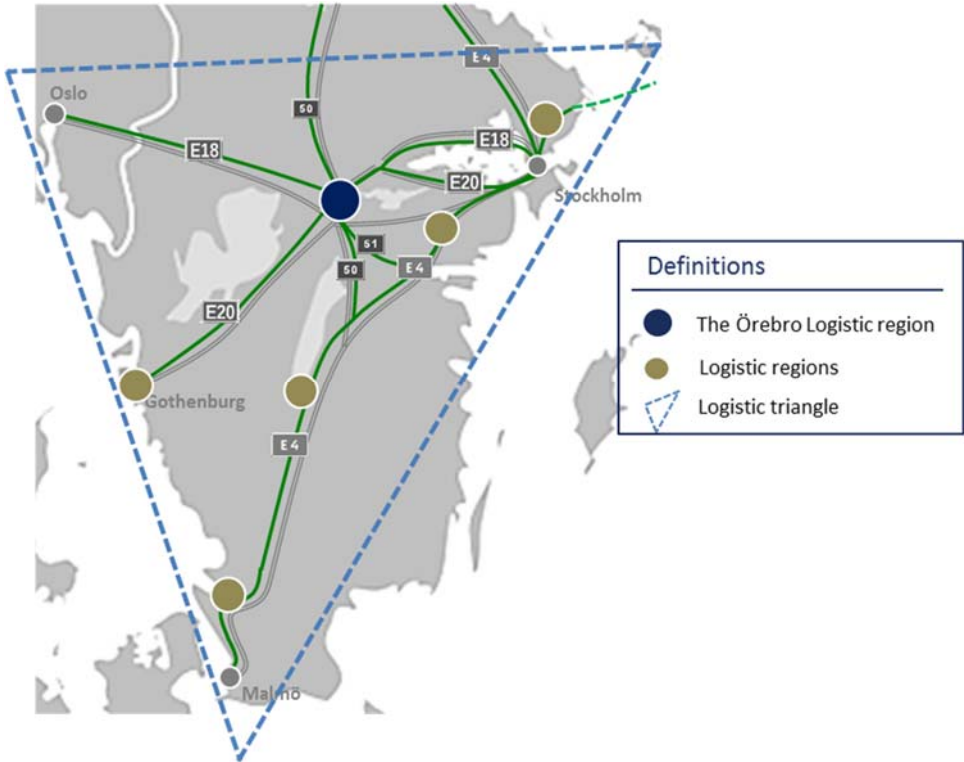 E 4
Oslo
50
E18
E18
E20
Stockholm
51
50
E 4
E20
Gothenburg
E 4
Malmö
Definitions
The Örebro Logistic region
Logistic regions
Logistic triangle